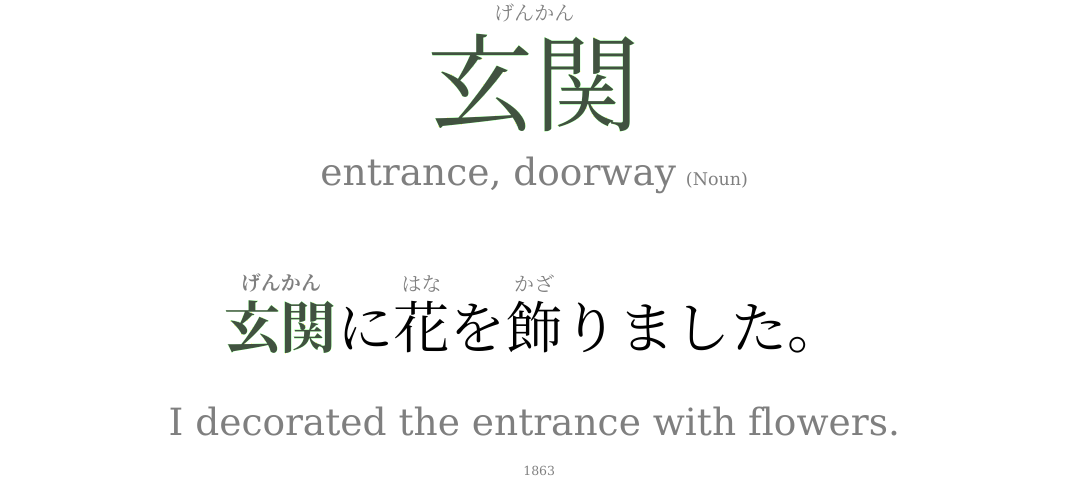 げんかん
玄関
entrance, doorway (Noun)
げんかん はな かざ
玄関に花を飾りました。
I decorated the entrance with flowers.
1863